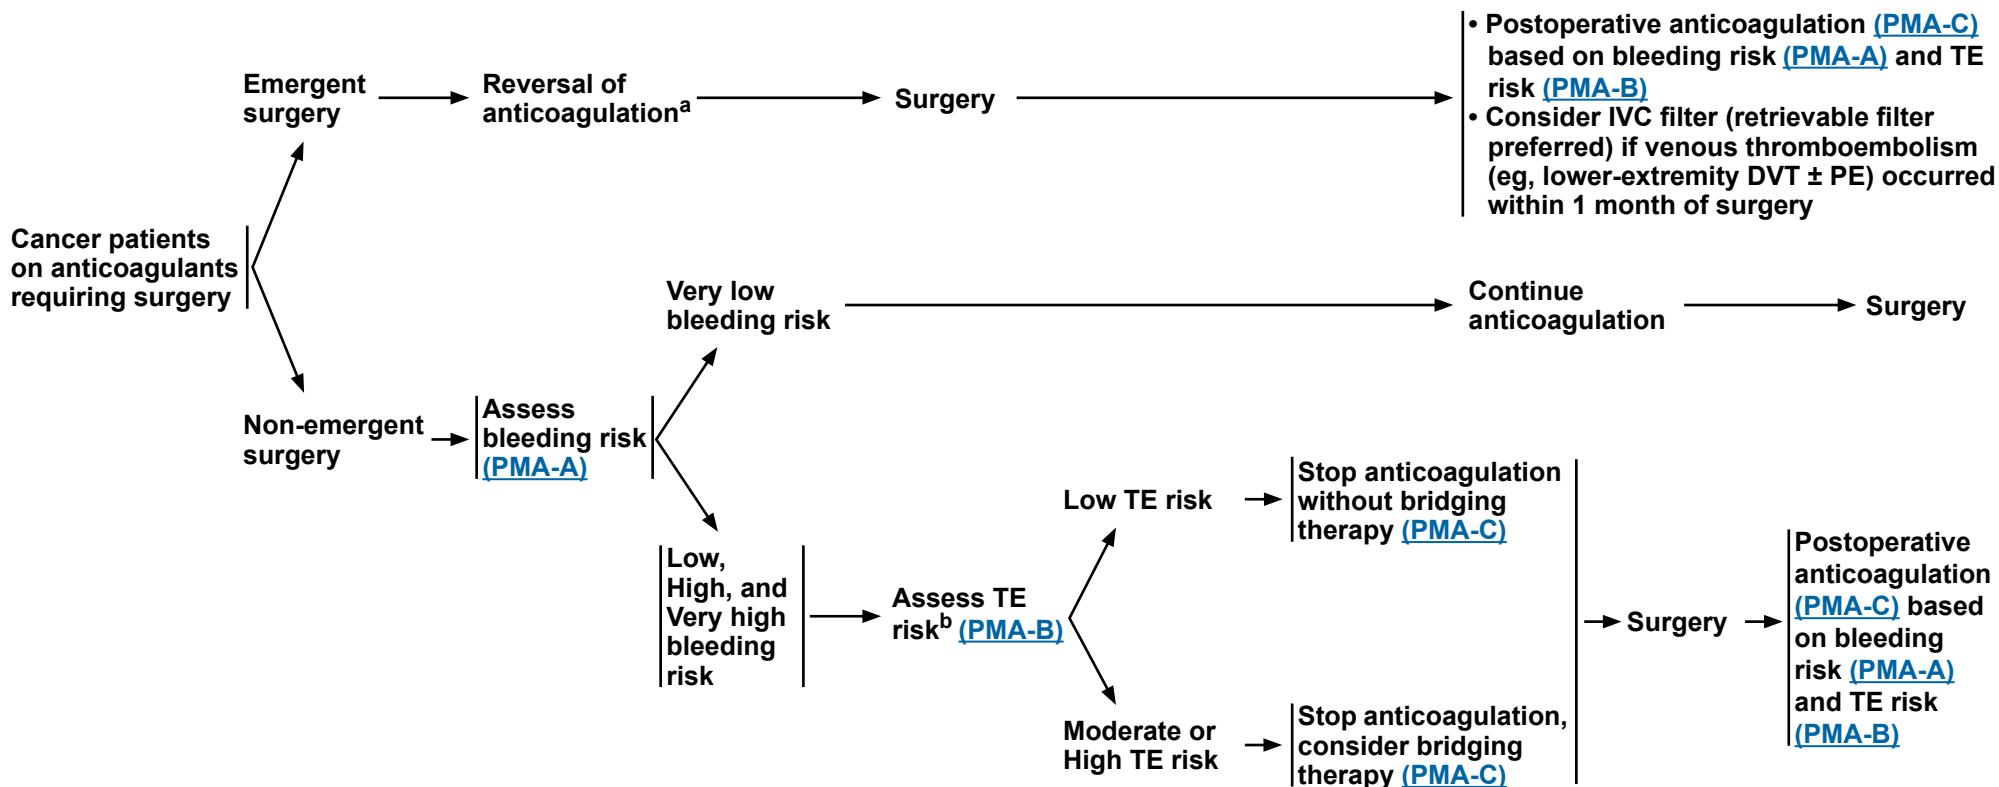 Emergent
surgery
Reversal of
anticoagulationᵃ
Surgery
• Postoperative anticoagulation (PMA-C)
based on bleeding risk (PMA-A) and TE
risk (PMA-B)
• Consider IVC filter (retrievable filter
preferred) if venous thromboembolism
(eg, lower-extremity DVT ± PE) occurred
within 1 month of surgery
Cancer patients
on anticoagulants
requiring surgery
Very low
bleeding risk
Continue
anticoagulation
Surgery
Non-emergent
surgery
Assess
bleeding risk
(PMA-A)
Low,
High, and
Very high
bleeding
risk
Assess TE
riskᵇ (PMA-B)
Low TE risk
Stop anticoagulation
without bridging
therapy (PMA-C)
Moderate or
High TE risk
Stop anticoagulation,
consider bridging
therapy (PMA-C)
Surgery
Postoperative
anticoagulation
(PMA-C) based
on bleeding
risk (PMA-A)
and TE risk
(PMA-B)